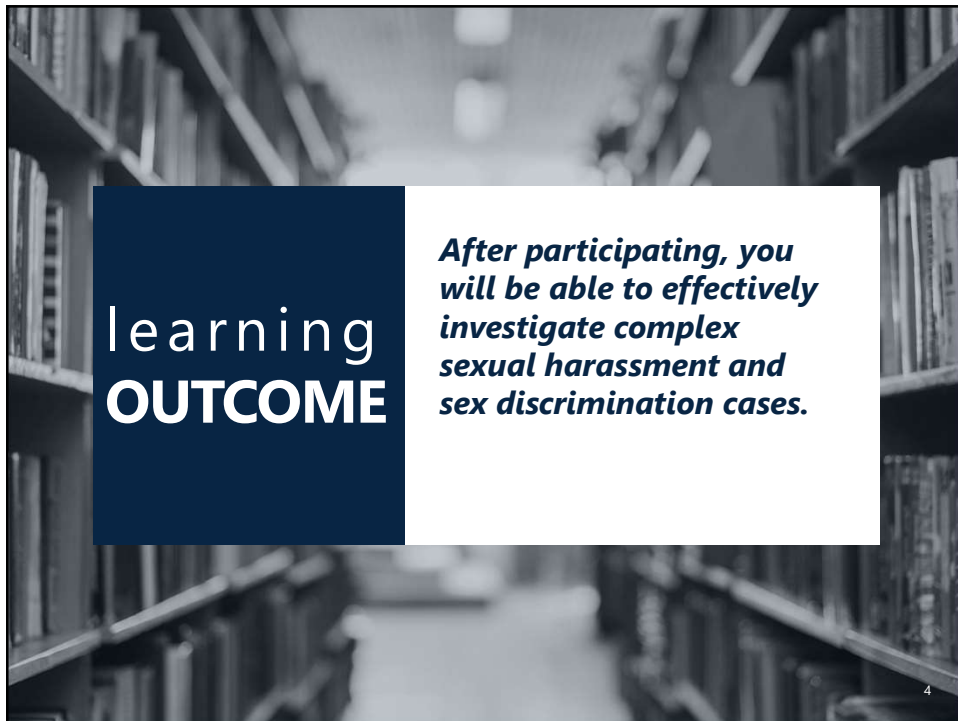 learning
OUTCOME
After participating, you
will be able to effectively
investigate complex
sexual harassment and
sex discrimination cases.
4